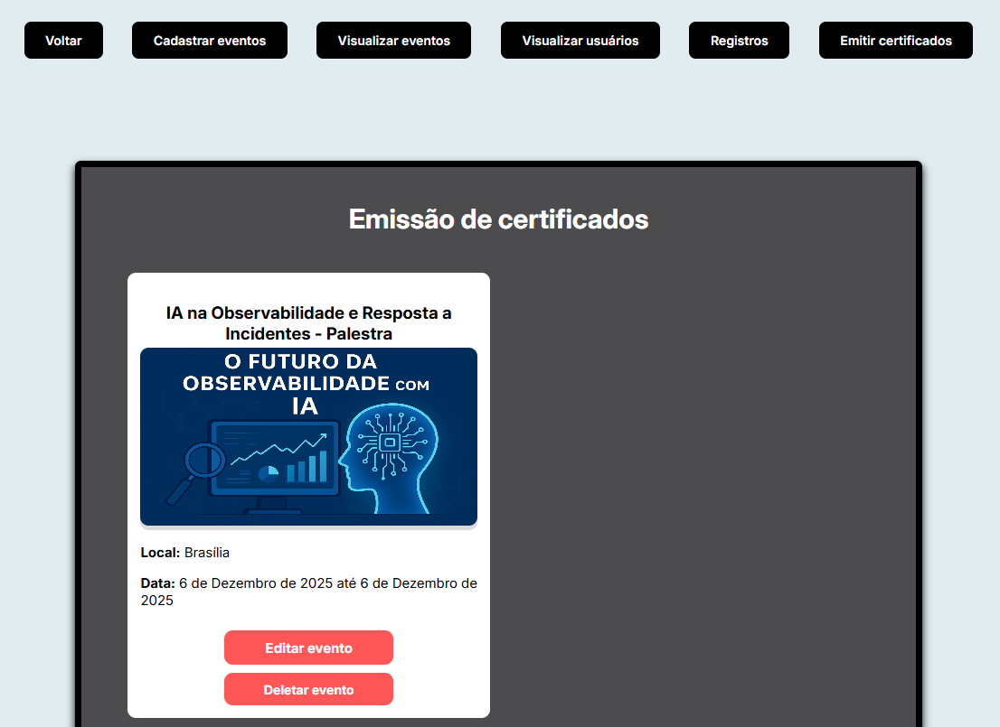 Voltar
Cadastrar eventos
Visualizar eventos
Visualizar usuários
Registros
Emitir certificados
Emissão de certificados
IA na Observabilidade e Resposta a
Incidentes - Palestra
O FUTURO DA
OBSERVABILIDADE COM
IA
Local: Brasília
Data: 6 de Dezembro de 2025 até 6 de Dezembro de
2025
Editar evento
Deletar evento